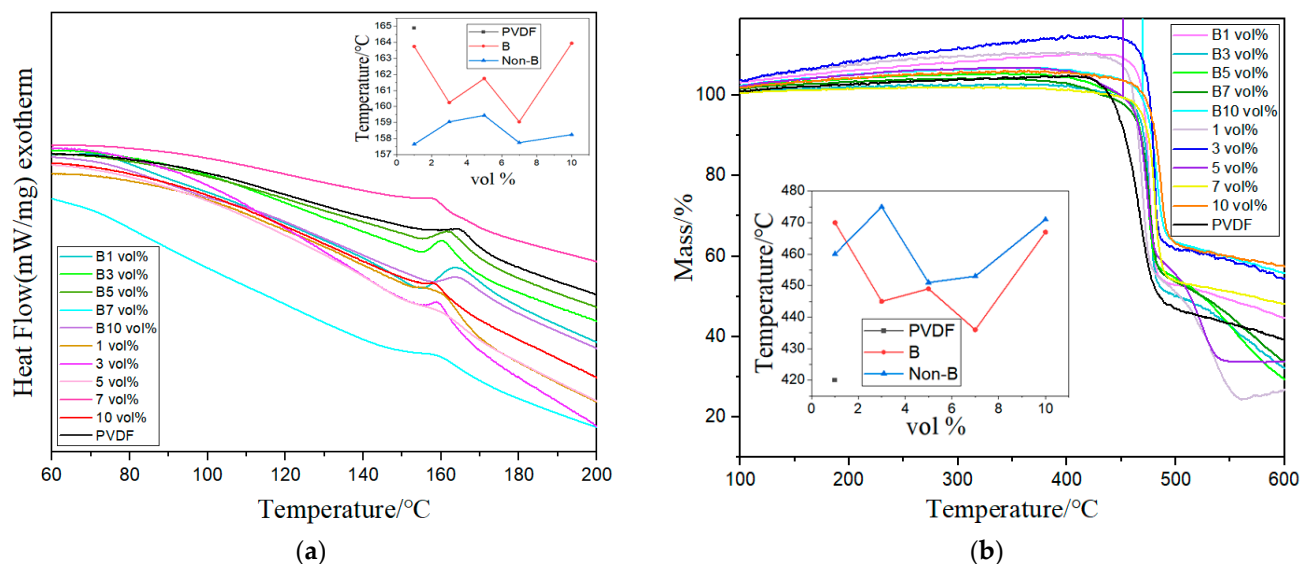 Heat Flow(mW/mg) exotherm
165
164
163
162
161
160
159
158
157
Temperature/°C
PVDF
B
Non-B
0 2 4 6 8 10
vol %
B1 vol%
B3 vol%
B5 vol%
B7 vol%
B10 vol%
1 vol%
3 vol%
5 vol%
7 vol%
10 vol%
PVDF
60 80 100 120 140 160 180 200
Temperature/°C
(a)
Mass/%
100
80
60
40
20
B1 vol%
B3 vol%
B5 vol%
B7 vol%
B10 vol%
1 vol%
3 vol%
5 vol%
7 vol%
10 vol%
PVDF
480
470
460
450
440
430
420
Temperature/°C
PVDF
B
Non-B
0 2 4 6 8 10
vol %
100 200 300 400 500 600
Temperature/°C
(b)